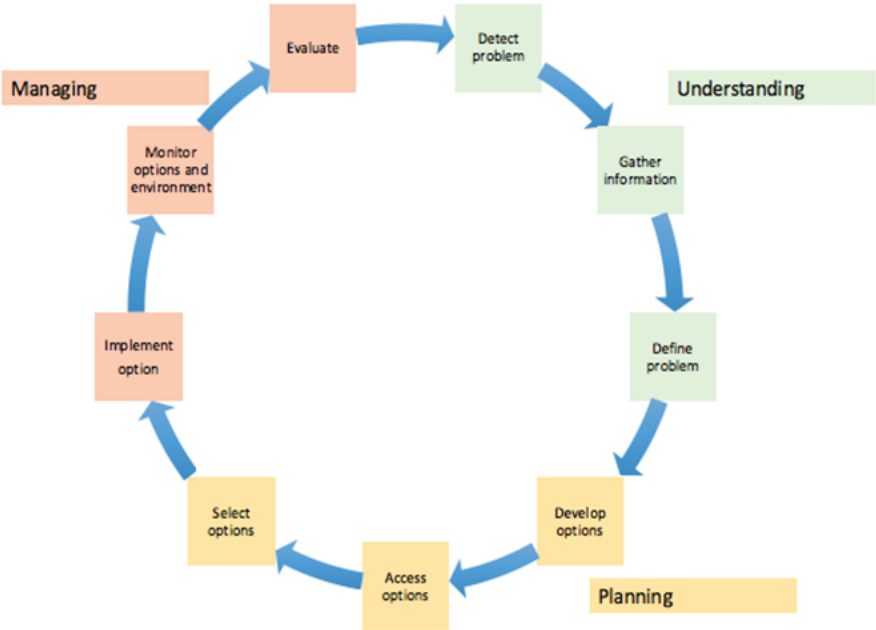 Evaluate
Detect
problem
Managing
Understanding
Monitor
options and
environment
Gather
information
Implement
option
Define
problem
Select
options
Develop
options
Access
options
Planning